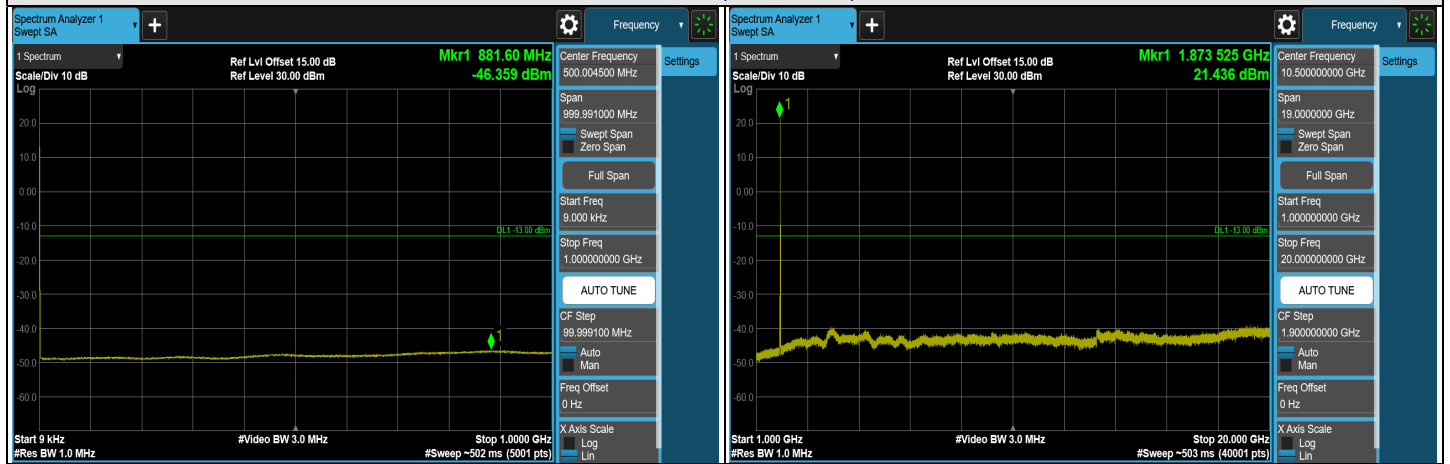 Spectrum Analyzer 1
Swept SA
+
Frequency
1 Spectrum
Scale/Div 10 dB
Log
Ref Lvl Offset 15.00 dB
Ref Level 30.00 dBm
Mkr1 881.60 MHz
-46.359 dBm
20.0
10.0
0.00
-10.0
-20.0
-30.0
-40.0
-50.0
-60.0
DL1 -13.00 dBm
1
Start 9 kHz
#Res BW 1.0 MHz
#Video BW 3.0 MHz
Stop 1.0000 GHz
#Sweep ~502 ms (5001 pts)
Center Frequency
500.004500 MHz
Settings
Span
999.991000 MHz
Swept Span
Zero Span
Full Span
Start Freq
9.000 kHz
Stop Freq
1.000000000 GHz
AUTO TUNE
CF Step
99.999100 MHz
Auto
Man
Freq Offset
0 Hz
X Axis Scale
Log
Lin
Spectrum Analyzer 1
Swept SA
+
Frequency
1 Spectrum
Scale/Div 10 dB
Log
Ref Lvl Offset 15.00 dB
Ref Level 30.00 dBm
Mkr1 1.873 525 GHz
21.436 dBm
1
20.0
10.0
0.00
-10.0
-20.0
-30.0
-40.0
-50.0
-60.0
DL1 -13.00 dBm
Start 1.000 GHz
#Res BW 1.0 MHz
#Video BW 3.0 MHz
Stop 20.000 GHz
#Sweep ~503 ms (40001 pts)
Center Frequency
10.500000000 GHz
Settings
Span
19.0000000 GHz
Swept Span
Zero Span
Full Span
Start Freq
1.000000000 GHz
Stop Freq
20.000000000 GHz
AUTO TUNE
CF Step
1.900000000 GHz
Auto
Man
Freq Offset
0 Hz
X Axis Scale
Log
Lin